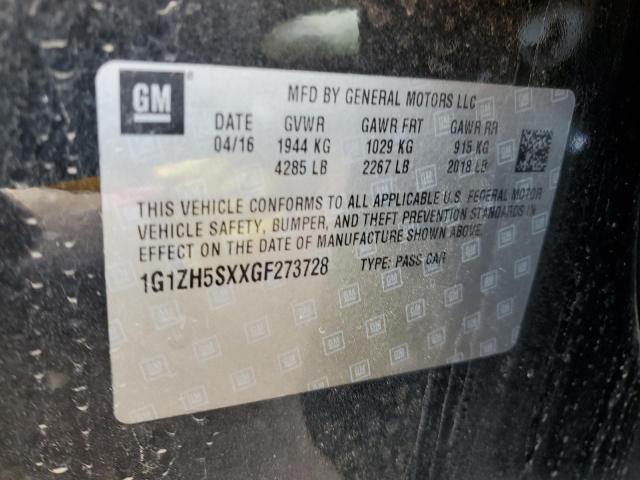 GM
MFD BY GENERAL MOTORS LLC
DATE GVWR GAWR FRT GAWR RR
04/16 1944 KG 1029 KG 915 KG
4285 LB 2267 LB 2018 LB
THIS VEHICLE CONFORMS TO ALL APPLICABLE U.S. FEDERAL MOTOR
VEHICLE SAFETY, BUMPER, AND THEFT PREVENTION STANDARDS IN
EFFECT ON THE DATE OF MANUFACTURE SHOWN ABOVE.
1G1ZH5SXXGF273728 TYPE: PASS CAR